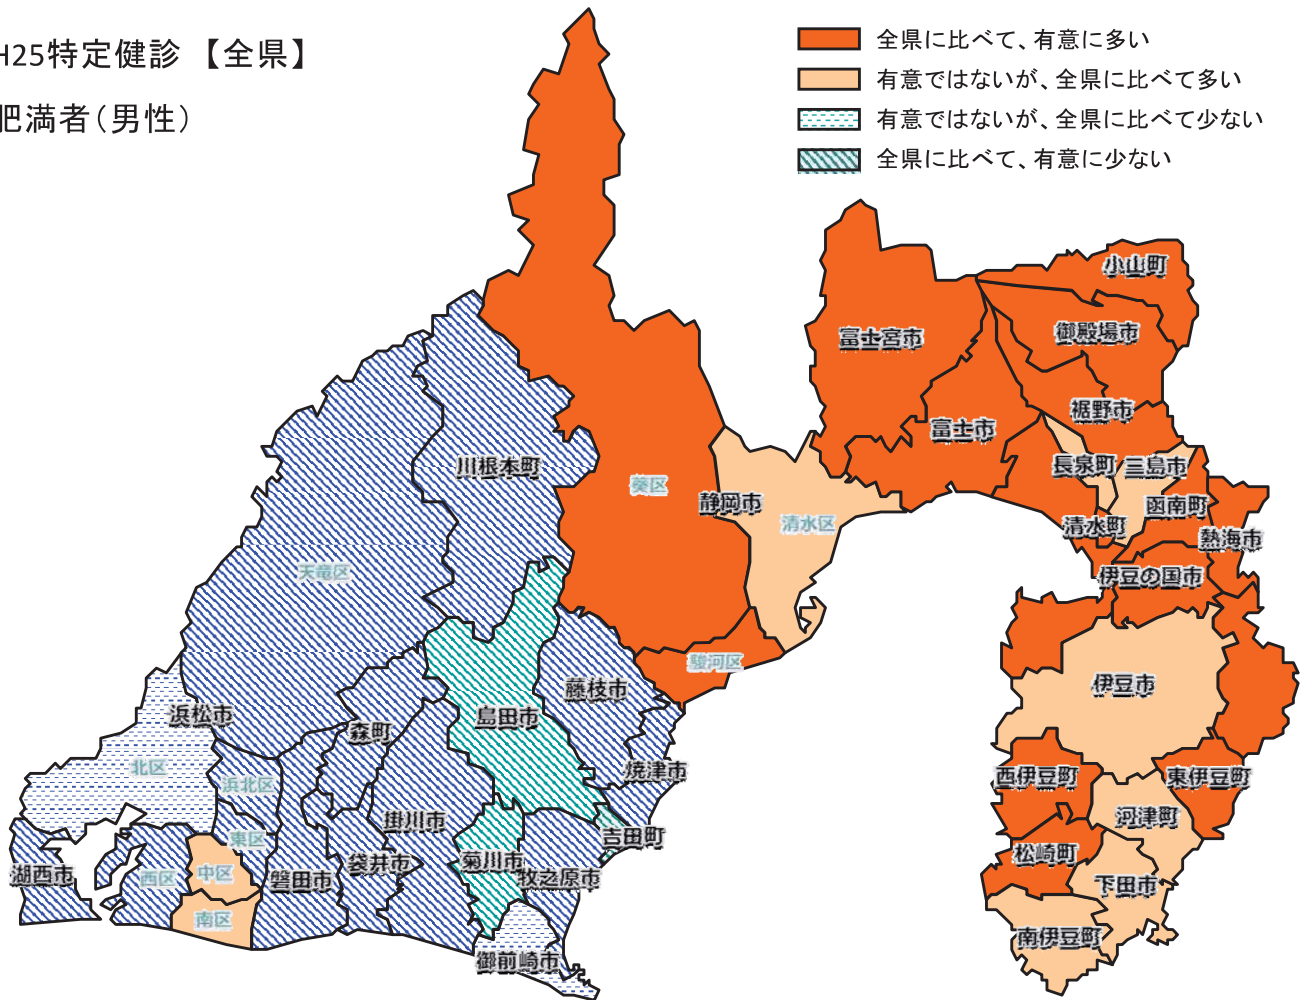 H25特定健診 【全県】
肥満者(男性)
全県に比べて、有意に多い
有意ではないが、全県に比べて多い
有意ではないが、全県に比べて少ない
全県に比べて、有意に少ない
小山町
御殿場市
富士宮市
裾野市
富士市
長泉町
三島市
川根本町
葵区
静岡市
清水区
函南町
清水町
熱海市
天竜区
伊豆の国市
駿河区
藤枝市
伊豆市
浜松市
島田市
森町
北区
焼津市
西伊豆町
東伊豆町
浜北区
掛川市
河津町
東区
吉田町
袋井市
菊川市
松崎町
湖西市
西区
中区
磐田市
牧之原市
下田市
南区
南伊豆町
御前崎市